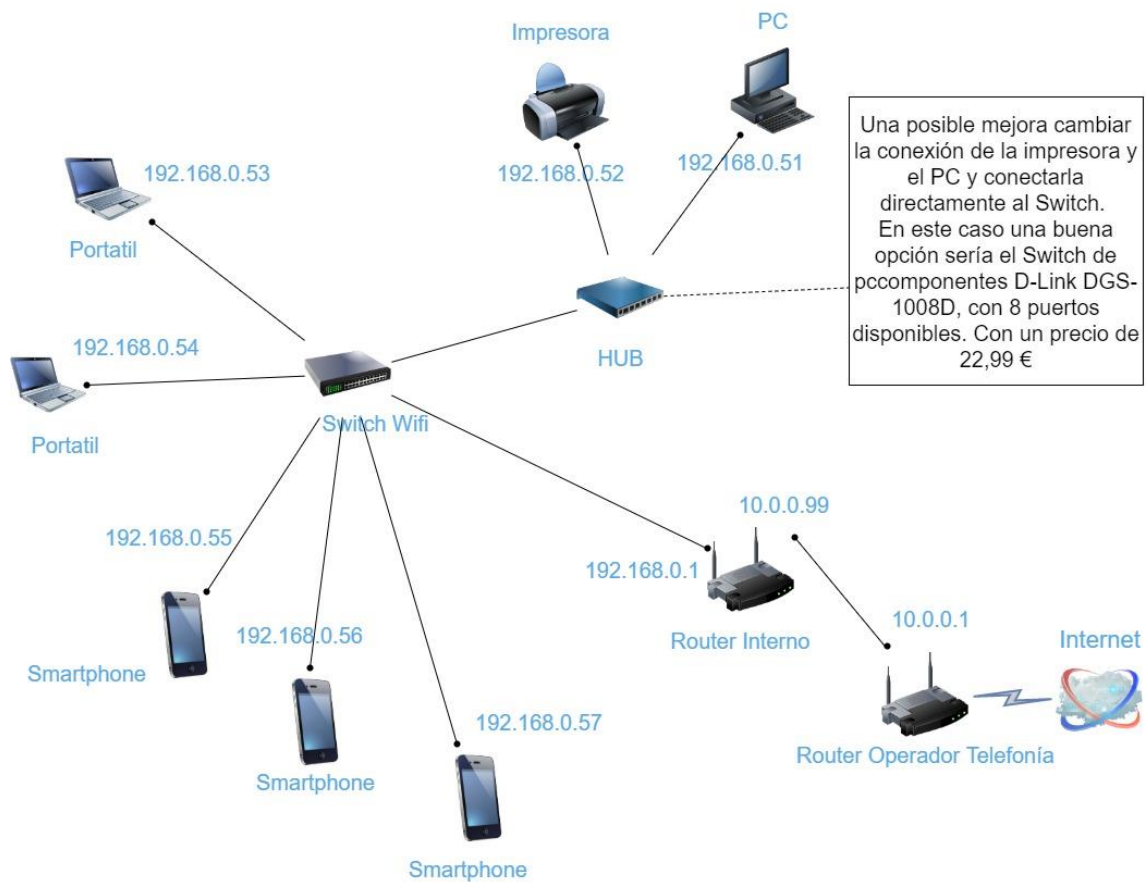 Impresora
PC
192.168.0.53
192.168.0.52
192.168.0.51
Una posible mejora cambiar
la conexión de la impresora y
el PC y conectarla
directamente al Switch.
En este caso una buena
opción sería el Switch de
pccomponentes D-Link DGS-
1008D, con 8 puertos
disponibles. Con un precio de
22,99 €
Portatil
192.168.0.54
HUB
Switch Wifi
Portatil
10.0.0.99
192.168.0.55
192.168.0.1
10.0.0.1
192.168.0.56
Router Interno
Internet
Smartphone
192.168.0.57
Router Operador Telefonía
Smartphone
Smartphone